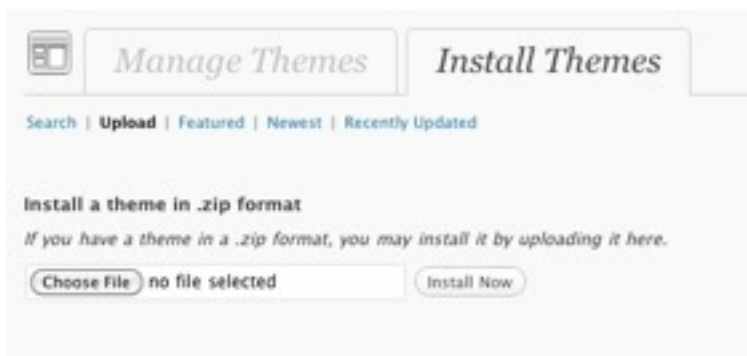 Manage Themes Install Themes
Search | Upload | Featured | Newest | Recently Updated
Install a theme in .zip format
If you have a theme in a .zip format, you may install it by uploading it here.
Choose File no file selected Install Now